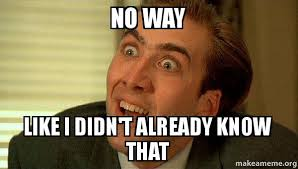 NO WAY
LIKE I DIDN'T ALREADY KNOW
THAT
makeameme.org